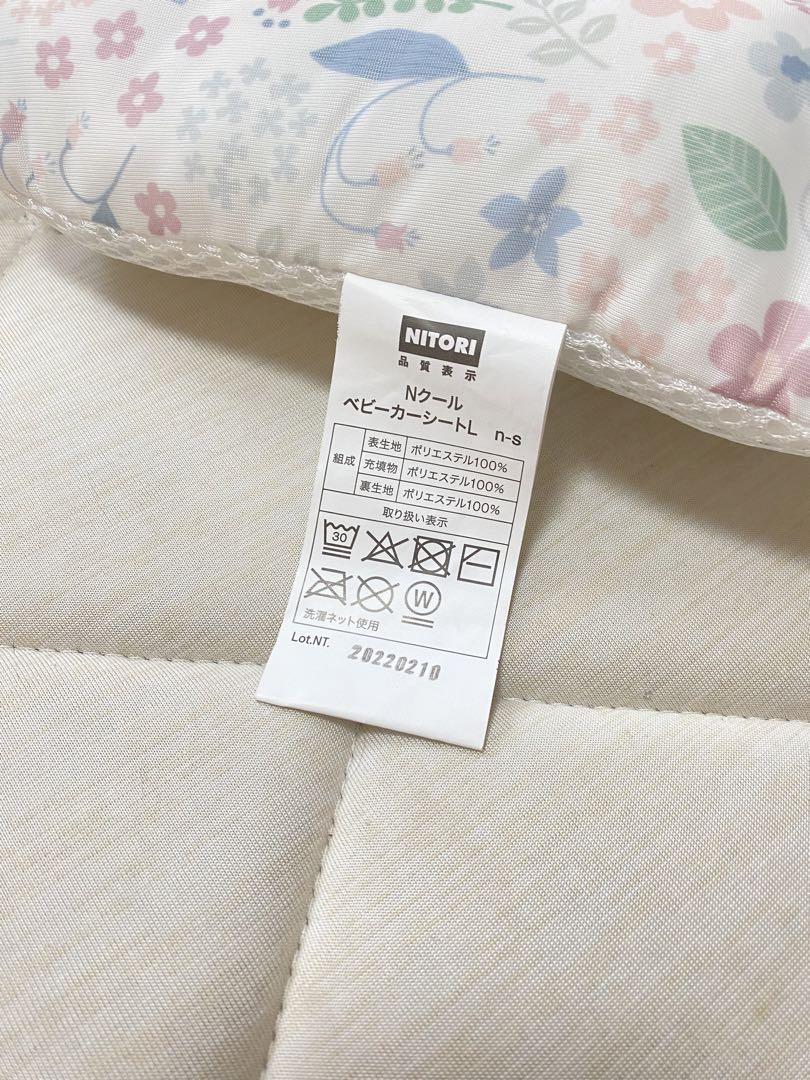 NITORI
品質表示
Nクール
ベビーカーシートL n-s
組成
表生地 ポリエステル100%
充填物 ポリエステル100%
裏生地 ポリエステル100%
取り扱い表示
30
W
洗濯ネット使用
Lot.NT. 20220210